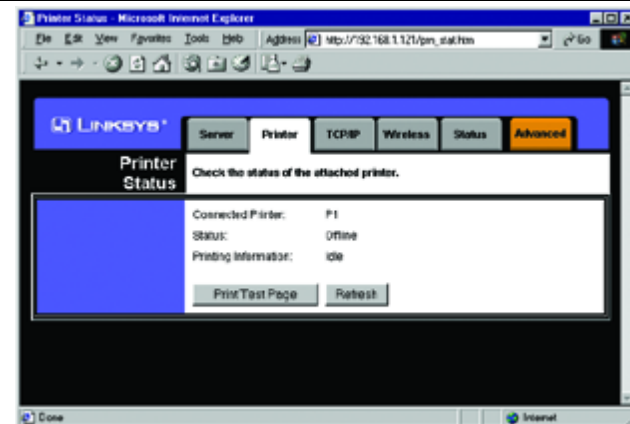 Printer Status - Microsoft Internet Explorer
File Edit View Favorites Tools Help Address http://192.168.1.121/prn_stat.htm Go
LINKSYS®
Server Printer TCP/IP Wireless Status Advanced
Printer Status
Check the status of the attached printer.
Connected Printer: P1
Status: Offline
Printing Information: Idle
Print Test Page Refresh
Done Internet